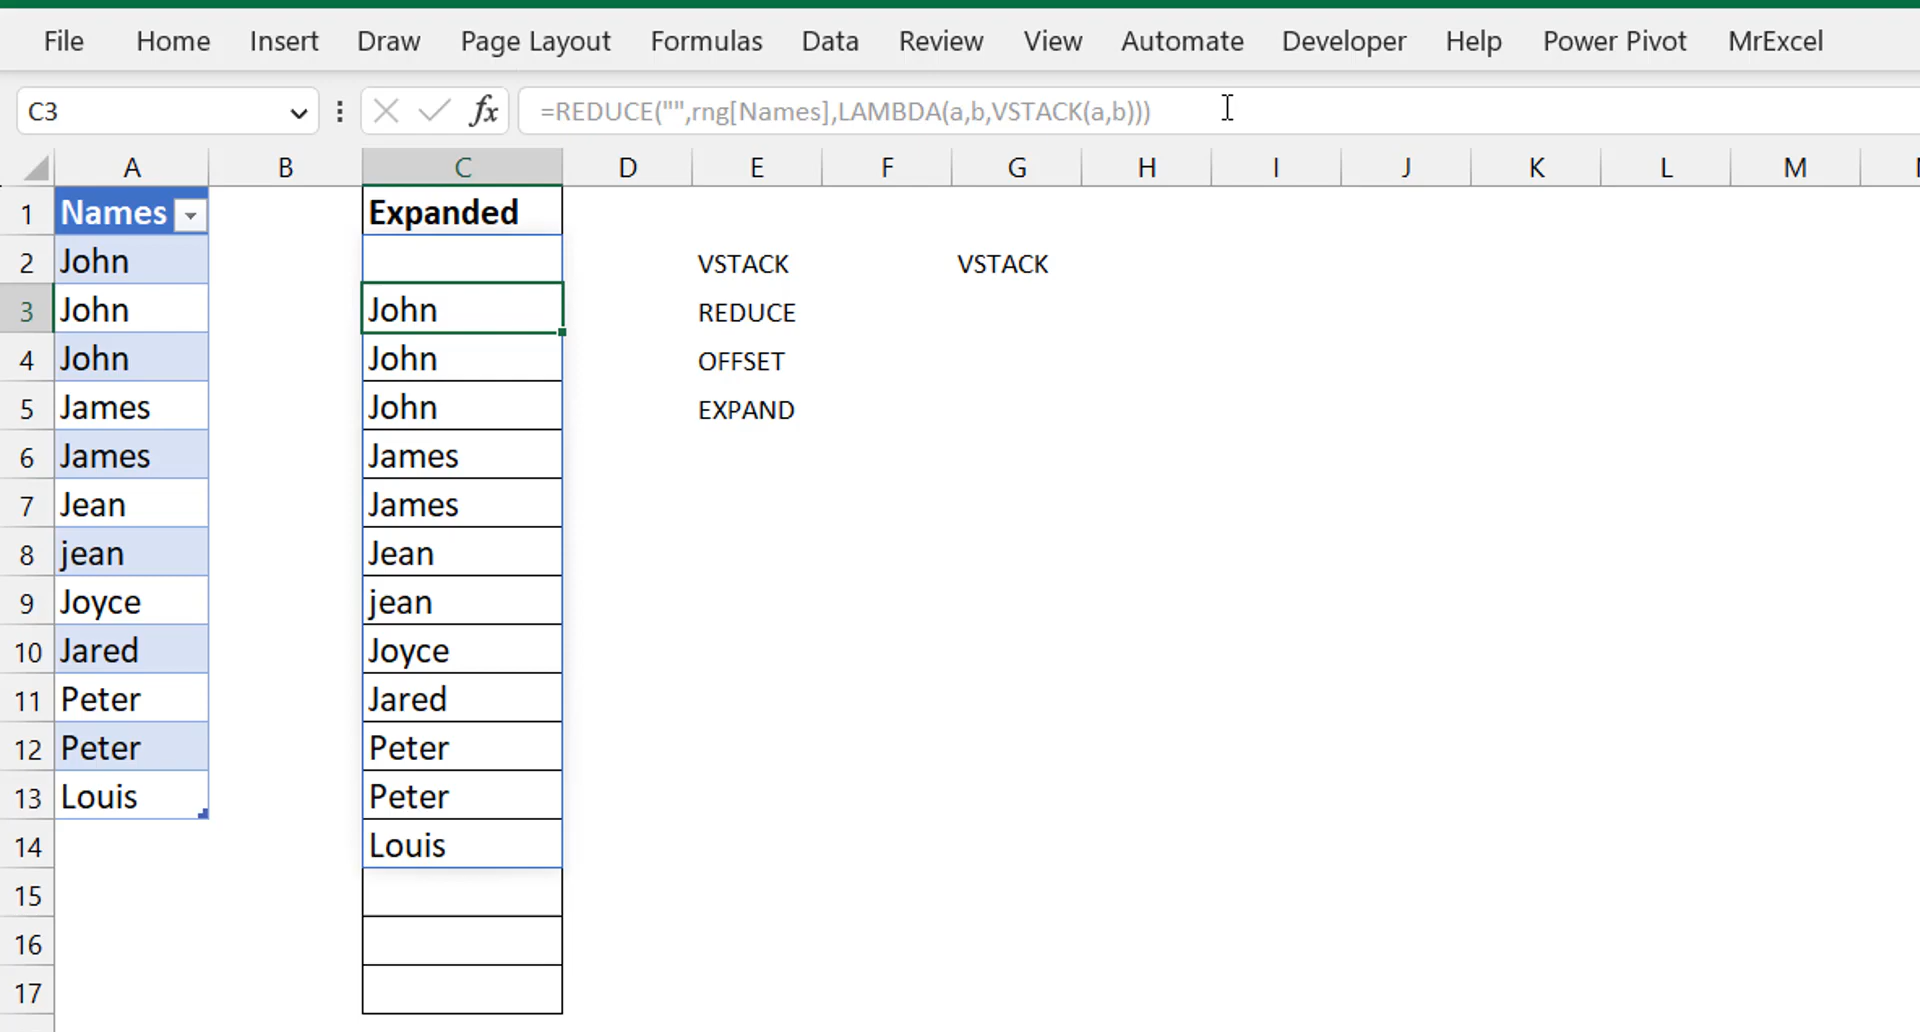 File Home Insert Draw Page Layout Formulas Data Review View Automate Developer Help Power Pivot MrExcel
C3 fx =REDUCE("",rng[Names],LAMBDA(a,b,VSTACK(a,b)))
A B C D E F G H I J K L M
1 Names Expanded
2 John VSTACK VSTACK
3 John John REDUCE
4 John John OFFSET
5 James John EXPAND
6 James James
7 Jean James
8 jean Jean
9 Joyce jean
10 Jared Joyce
11 Peter Jared
12 Peter Peter
13 Louis Peter
14 Louis
15
16
17